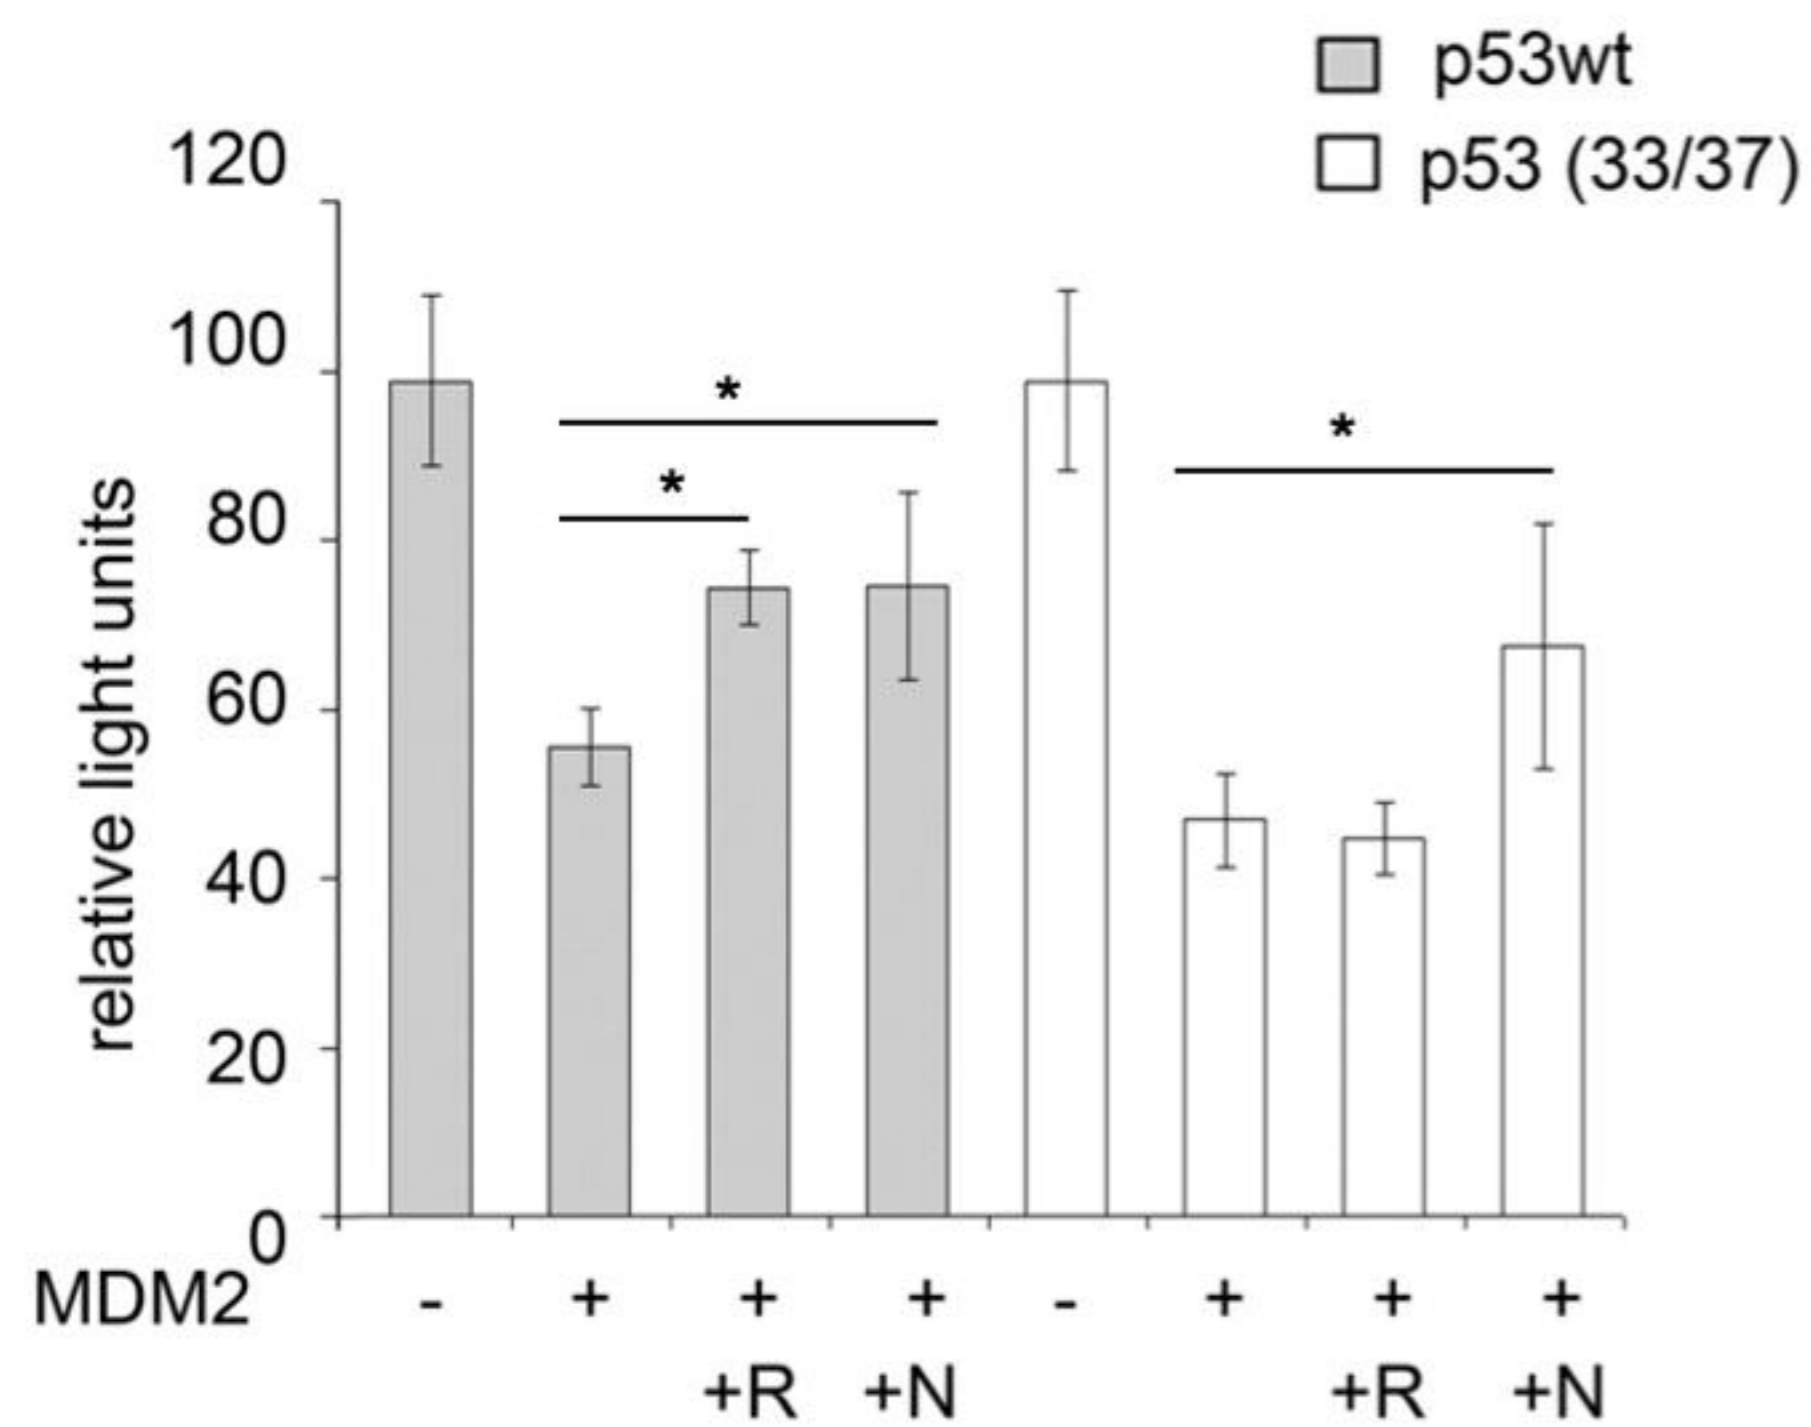 p53wt
p53 (33/37)
120
100
80
60
40
20
0
relative light units
*
*
*
MDM2 - + + + - + + +
+R +N +R +N